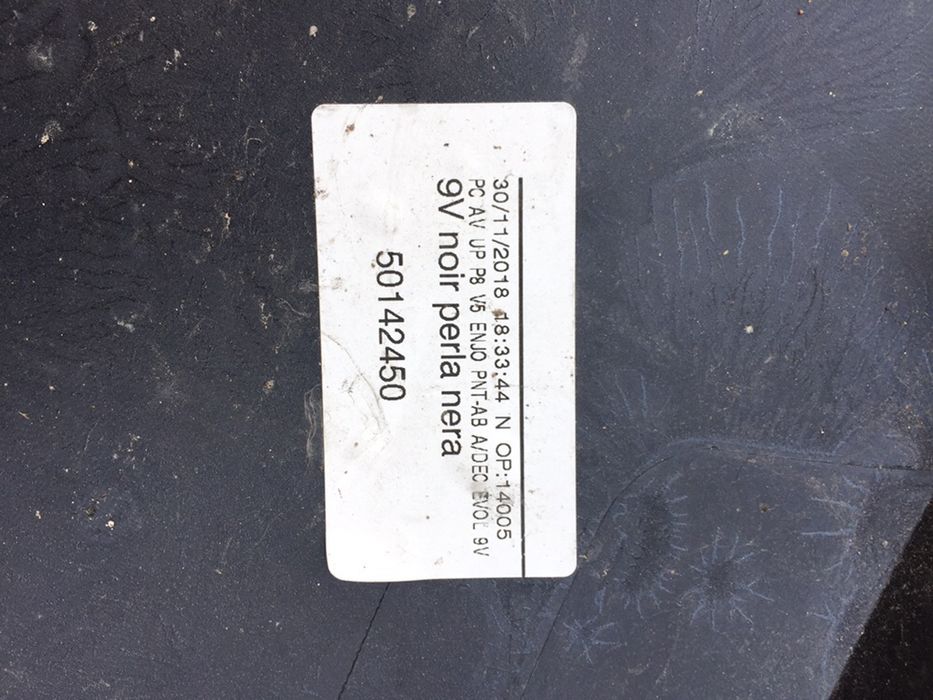 30/11/2018 18:33:44 N OP:14005
PC AV UP P8 V5 ENJO PNT-AB A/DEC EVOL 9V
9V noir perla nera
50142450